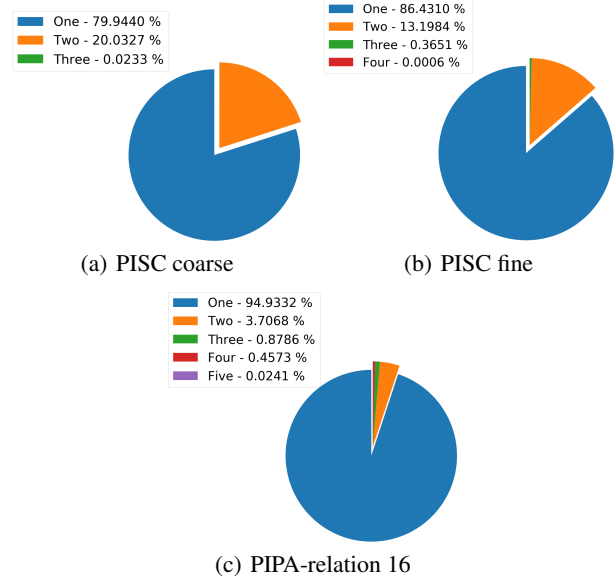 One - 79.9440 %
Two - 20.0327 %
Three - 0.0233 %
(a) PISC coarse
One - 86.4310 %
Two - 13.1984 %
Three - 0.3651 %
Four - 0.0006 %
(b) PISC fine
One - 94.9332 %
Two - 3.7068 %
Three - 0.8786 %
Four - 0.4573 %
Five - 0.0241 %
(c) PIPA-relation 16